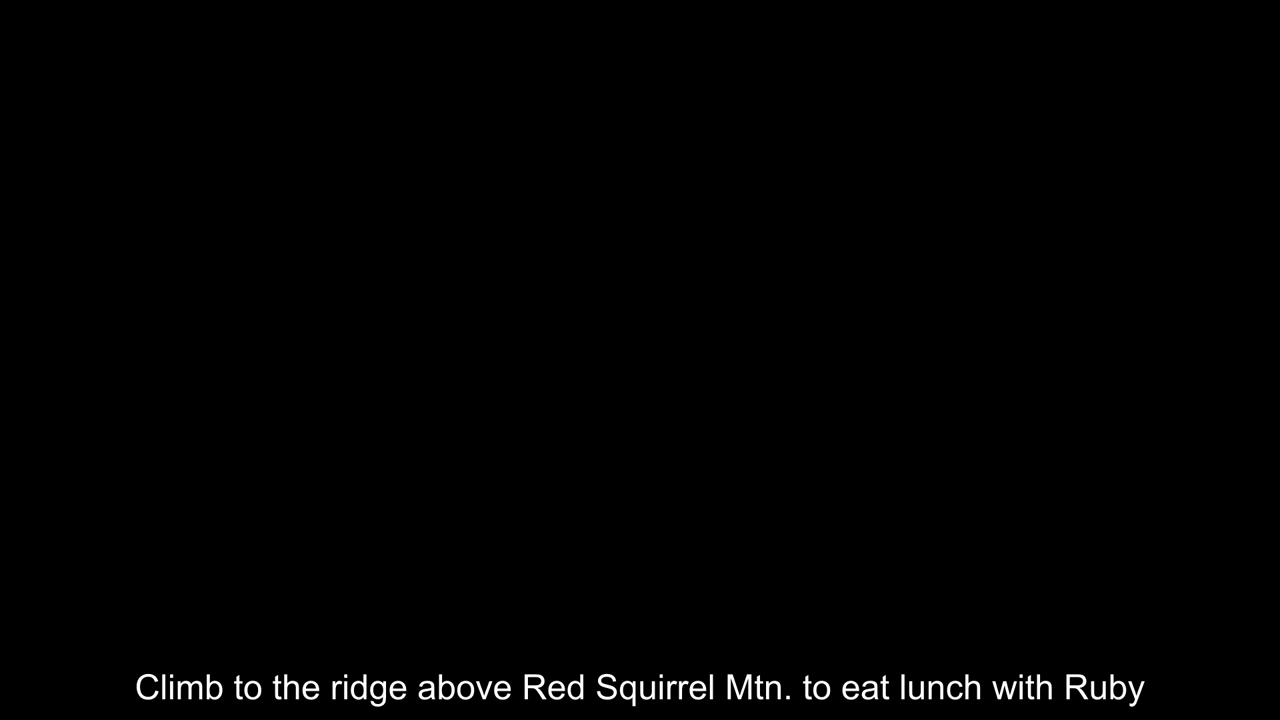 Climb to the ridge above Red Squirrel Mtn. to eat lunch with Ruby